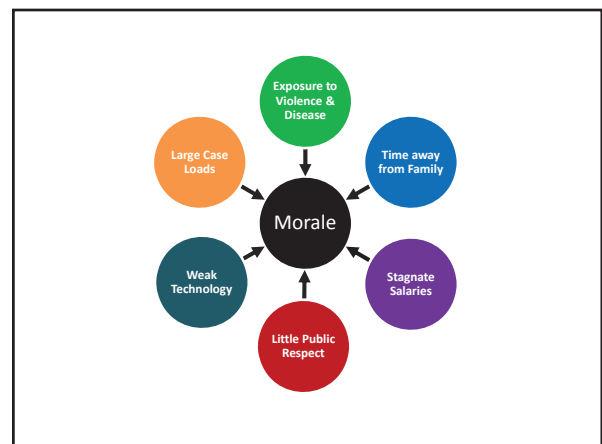 Exposure to
Violence &
Disease
Large Case
Loads
Time away
from Family
Morale
Weak
Technology
Stagnate
Salaries
Little Public
Respect